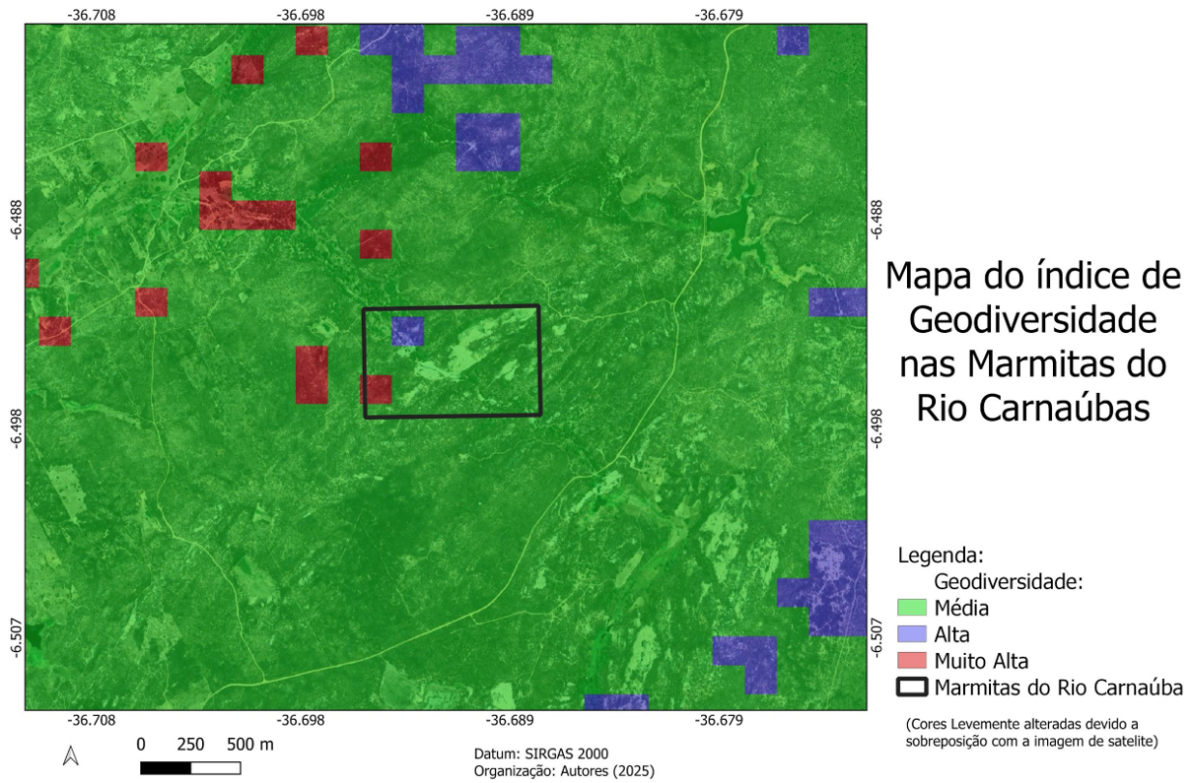 -36.708 -36.698 -36.689 -36.679
-6.488 -6.488
-6.498 -6.498
-6.507 -6.507
-36.708 -36.698 -36.689 -36.679
Mapa do índice de
Geodiversidade
nas Marmitas do
Rio Carnaúbas
Legenda:
Geodiversidade:
Média
Alta
Muito Alta
Marmitas do Rio Carnaúba
(Cores Levemente alteradas devido a
sobreposição com a imagem de satelite)
0 250 500 m
Datum: SIRGAS 2000
Organização: Autores (2025)